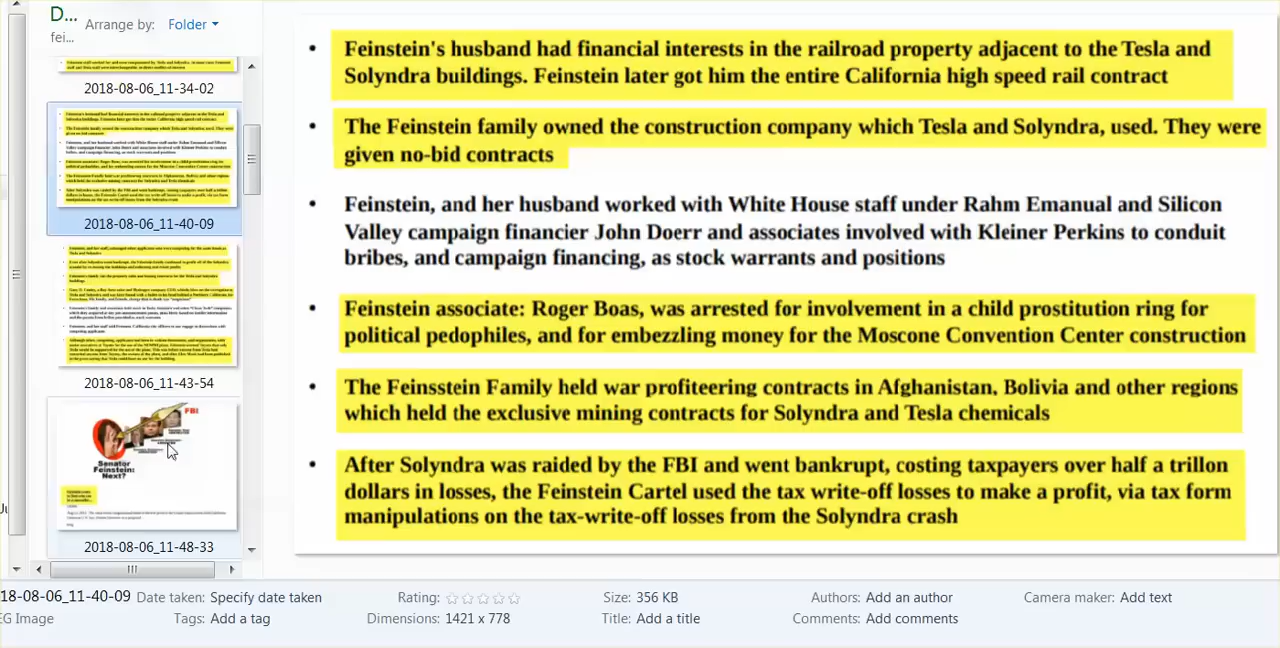 D...
Arrange by: Folder
fei...
2018-08-06_11-34-02
2018-08-06_11-40-09
2018-08-06_11-43-54
FBI
Senator
Feinstein:
Next?
2018-08-06_11-48-33
• Feinstein's husband had financial interests in the railroad property adjacent to the Tesla and
Solyndra buildings. Feinstein later got him the entire California high speed rail contract
• The Feinstein family owned the construction company which Tesla and Solyndra, used. They were
given no-bid contracts
• Feinstein, and her husband worked with White House staff under Rahm Emanual and Silicon
Valley campaign financier John Doerr and associates involved with Kleiner Perkins to conduit
bribes, and campaign financing, as stock warrants and positions
• Feinstein associate: Roger Boas, was arrested for involvement in a child prostitution ring for
political pedophiles, and for embezzling money for the Moscone Convention Center construction
• The Feinsstein Family held war profiteering contracts in Afghanistan, Bolivia and other regions
which held the exclusive mining contracts for Solyndra and Tesla chemicals
• After Solyndra was raided by the FBI and went bankrupt, costing taxpayers over half a trillon
dollars in losses, the Feinstein Cartel used the tax write-off losses to make a profit, via tax form
manipulations on the tax-write-off losses from the Solyndra crash
18-08-06_11-40-09 Date taken: Specify date taken Rating: Size: 356 KB Authors: Add an author Camera maker: Add text
EG Image Tags: Add a tag Dimensions: 1421 x 778 Title: Add a title Comments: Add comments